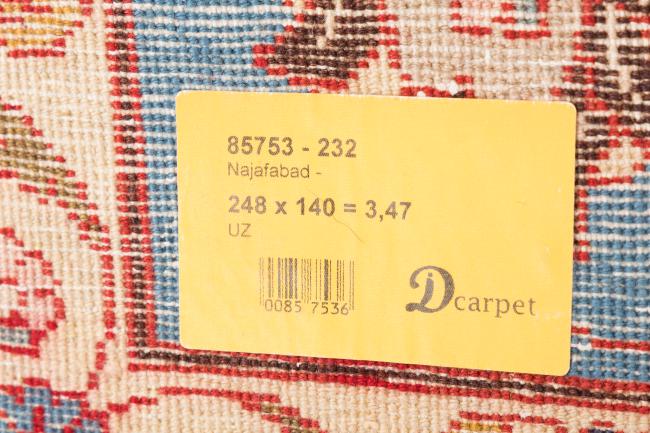 85753 - 232
Najafabad -
248 x 140 = 3,47
UZ
0085 7536
Dcarpet